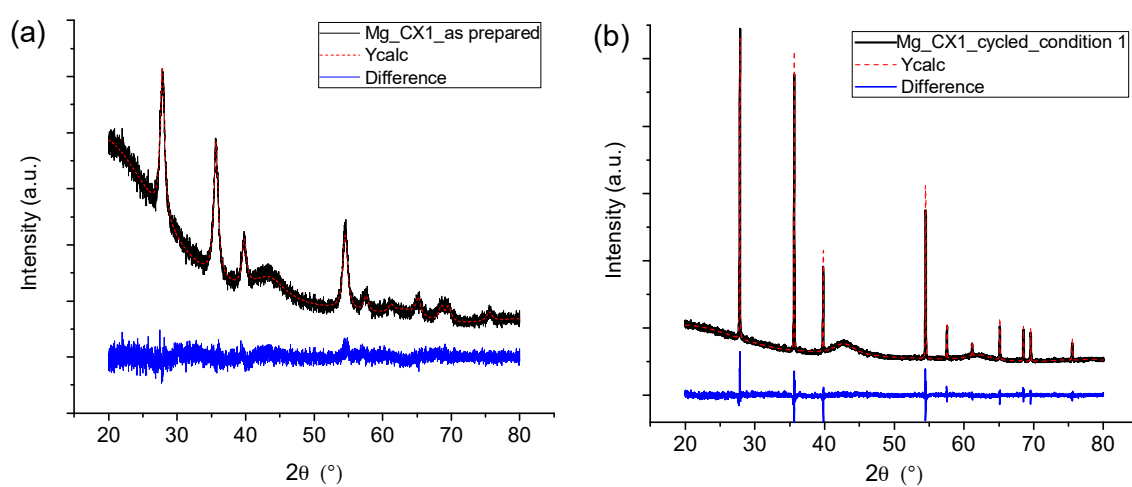 (a)
Mg_CX1_as prepared
Ycalc
Difference
Intensity (a.u.)
20 30 40 50 60 70 80
2θ (°)
(b)
Mg_CX1_cycled_condition 1
Ycalc
Difference
Intensity (a.u.)
20 30 40 50 60 70 80
2θ (°)